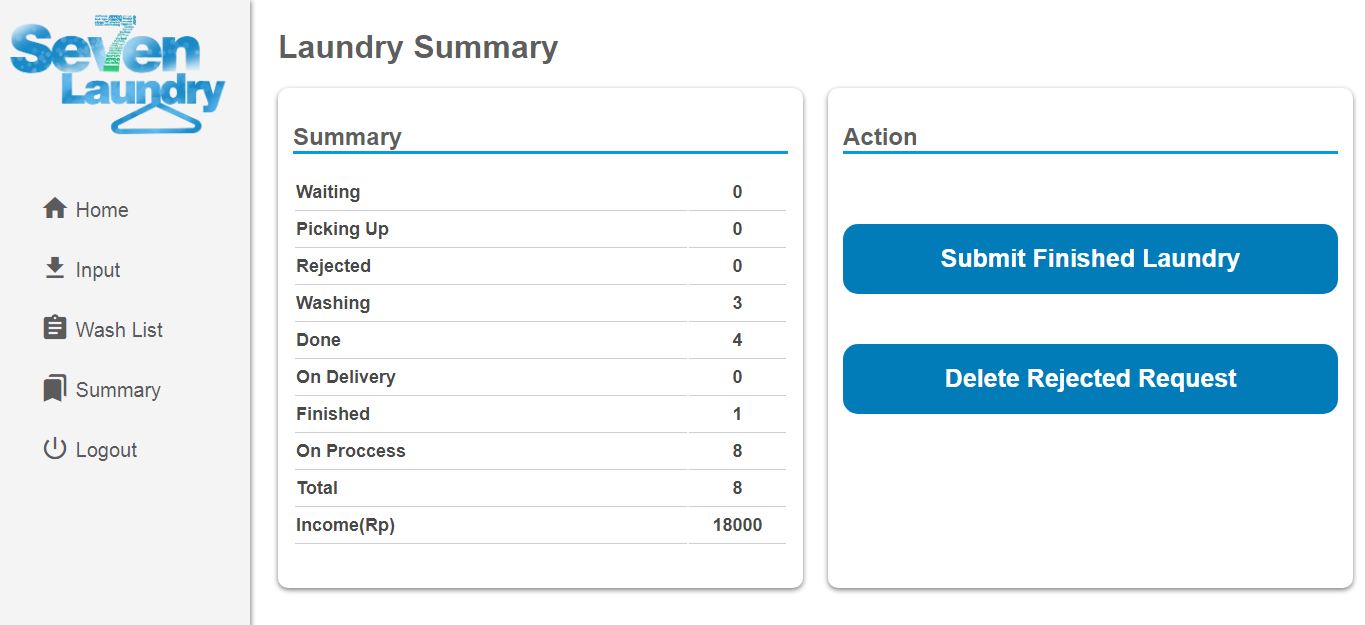 Seven
7
Laundry
Home
Input
Wash List
Summary
Logout
Laundry Summary
Summary
Waiting 0
Picking Up 0
Rejected 0
Washing 3
Done 4
On Delivery 0
Finished 1
On Proccess 8
Total 8
Income(Rp) 18000
Action
Submit Finished Laundry
Delete Rejected Request